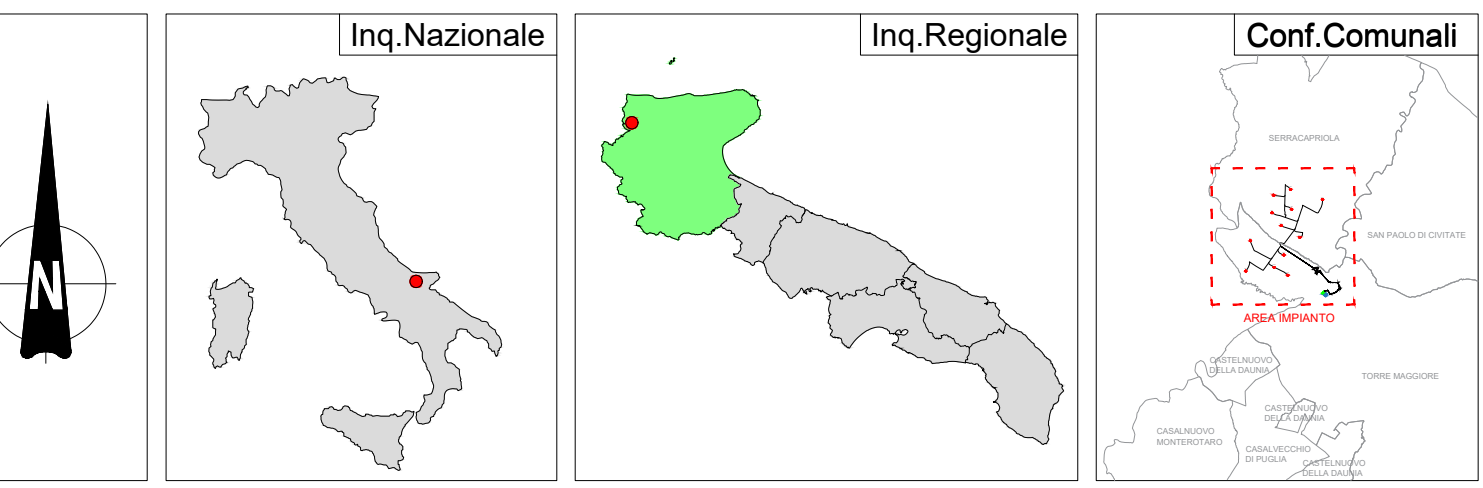 N
Inq.Nazionale
Inq.Regionale
Conf.Comunali
SERRACAPRIOLA
SAN PAOLO DI CIVITATE
AREA IMPIANTO
CASTELNUOVO
DELLA DAUNIA
TORRE MAGGIORE
CASTELNUOVO
DELLA DAUNIA
CASALNUOVO
MONTEROTARO
CASALVECCHIO
DI PUGLIA
CASTELNUOVO
DELLA DAUNIA